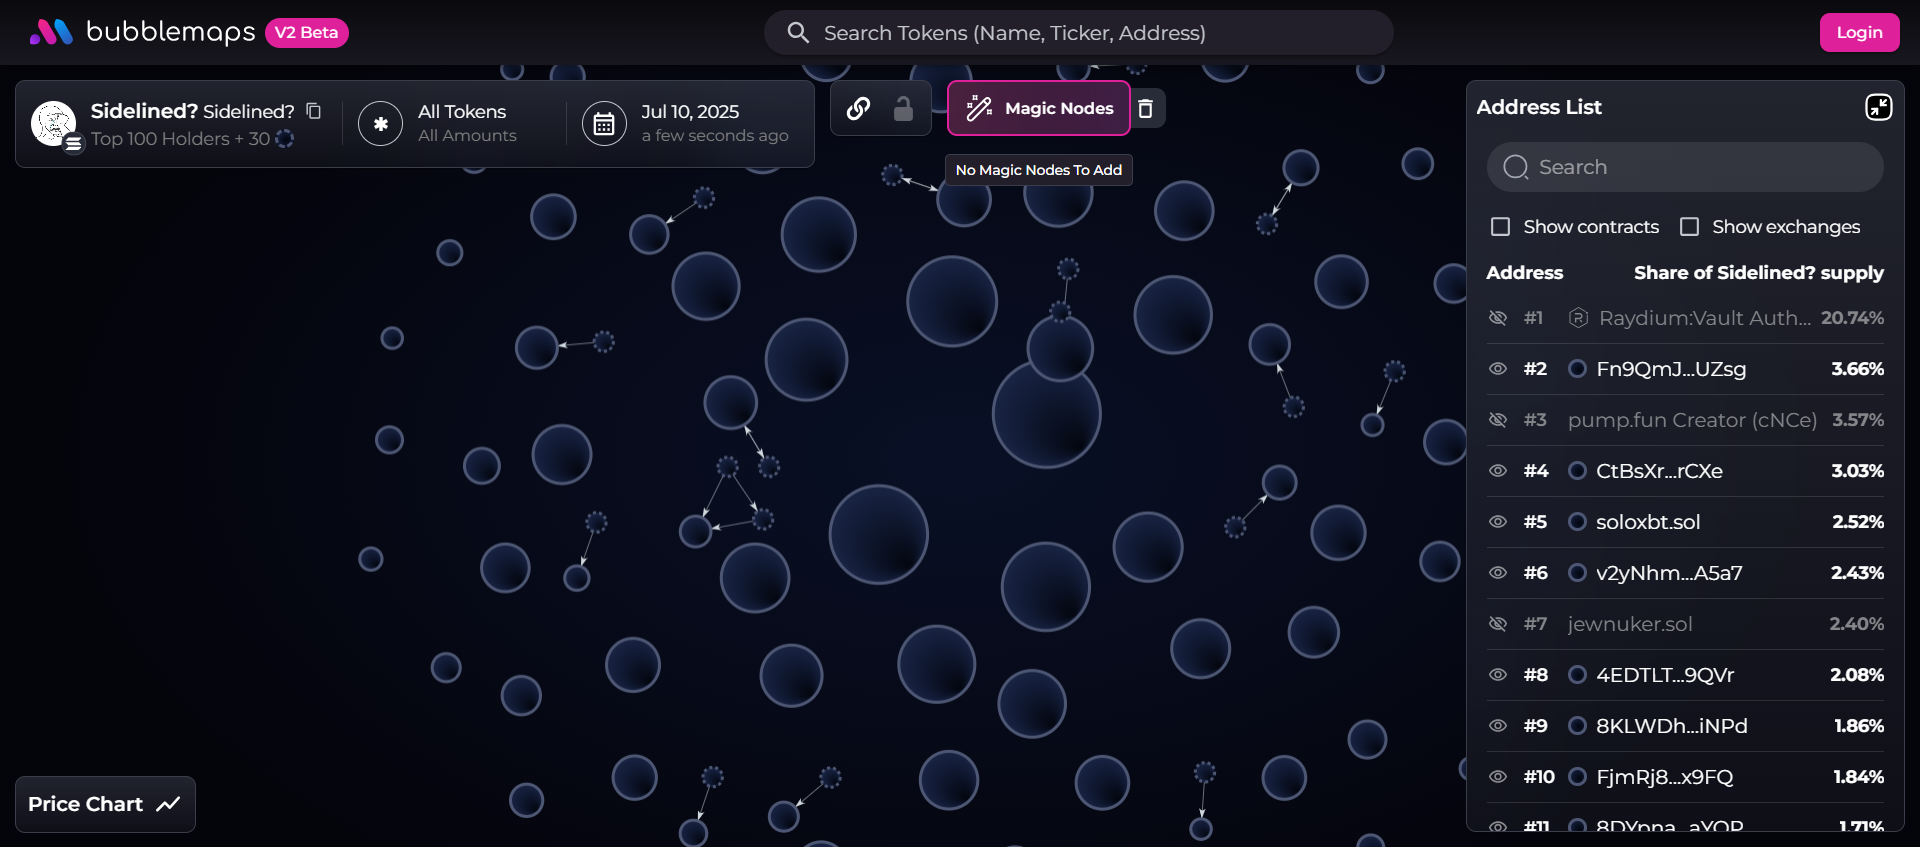 bubblemaps V2 Beta
Search Tokens (Name, Ticker, Address)
Login
Sidelined? Sidelined?
Top 100 Holders + 30
All Tokens
All Amounts
Jul 10, 2025
a few seconds ago
Magic Nodes
No Magic Nodes To Add
Address List
Search
Show contracts Show exchanges
Address Share of Sidelined? supply
#1 Raydium:Vault Auth... 20.74%
#2 Fn9QmJ...UZsg 3.66%
#3 pump.fun Creator (cNCe) 3.57%
#4 CtBsXr...rCXe 3.03%
#5 soloxbt.sol 2.52%
#6 v2yNhm...A5a7 2.43%
#7 jewnuker.sol 2.40%
#8 4EDTLT...9QVr 2.08%
#9 8KLWDh...iNPd 1.86%
#10 FjmRj8...x9FQ 1.84%
#11 1.71%
Price Chart